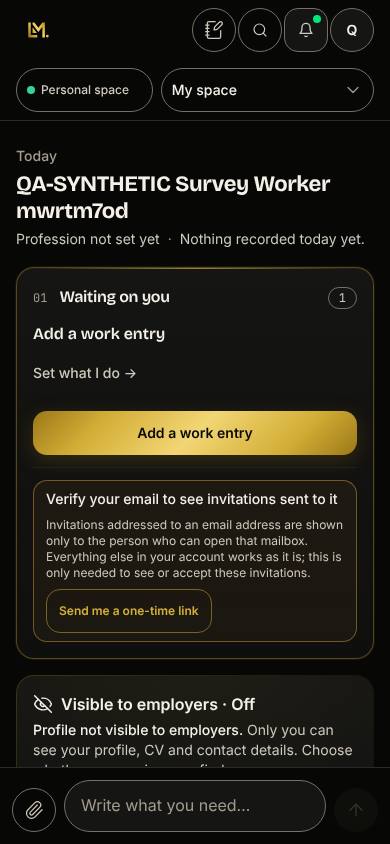 LM.
Q
Personal space
My space
Today
QA-SYNTHETIC Survey Worker
mwrtm7od
Profession not set yet · Nothing recorded today yet.
01 Waiting on you 1
Add a work entry
Set what I do →
Add a work entry
Verify your email to see invitations sent to it
Invitations addressed to an email address are shown
only to the person who can open that mailbox.
Everything else in your account works as it is; this is
only needed to see or accept these invitations.
Send me a one-time link
Visible to employers · Off
Profile not visible to employers. Only you can
see your profile, CV and contact details. Choose
Write what you need...